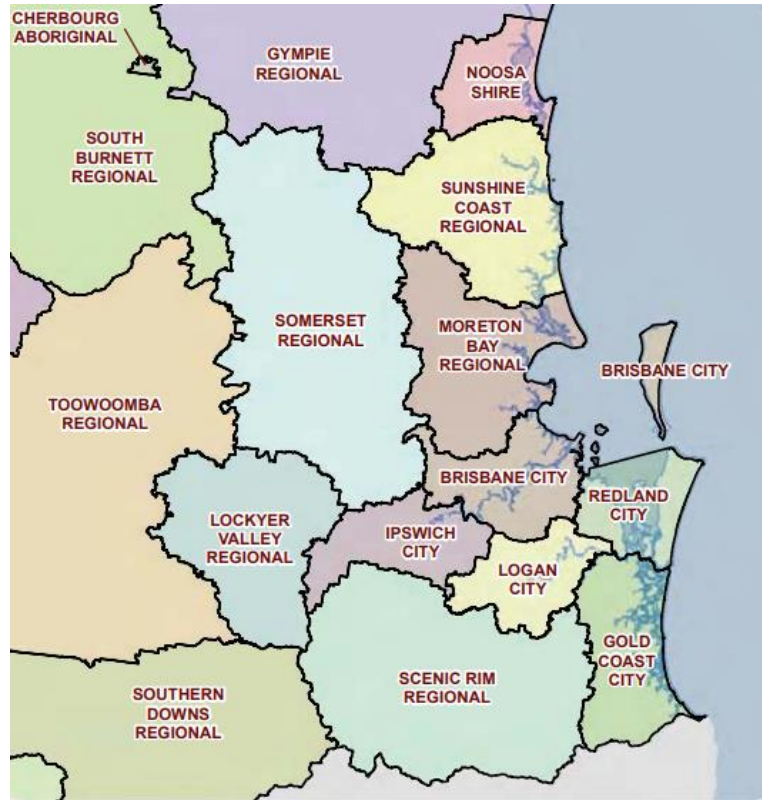 CHERBOURG
ABORIGINAL
GYMPIE
REGIONAL
NOOSA
SHIRE
SOUTH
BURNETT
REGIONAL
SUNSHINE
COAST
REGIONAL
SOMERSET
REGIONAL
MORETON
BAY
REGIONAL
BRISBANE CITY
TOOWOOMBA
REGIONAL
BRISBANE CITY
REDLAND
CITY
LOCKYER
VALLEY
REGIONAL
IPSWICH
CITY
LOGAN
CITY
GOLD
COAST
CITY
SCENIC RIM
REGIONAL
SOUTHERN
DOWNS
REGIONAL